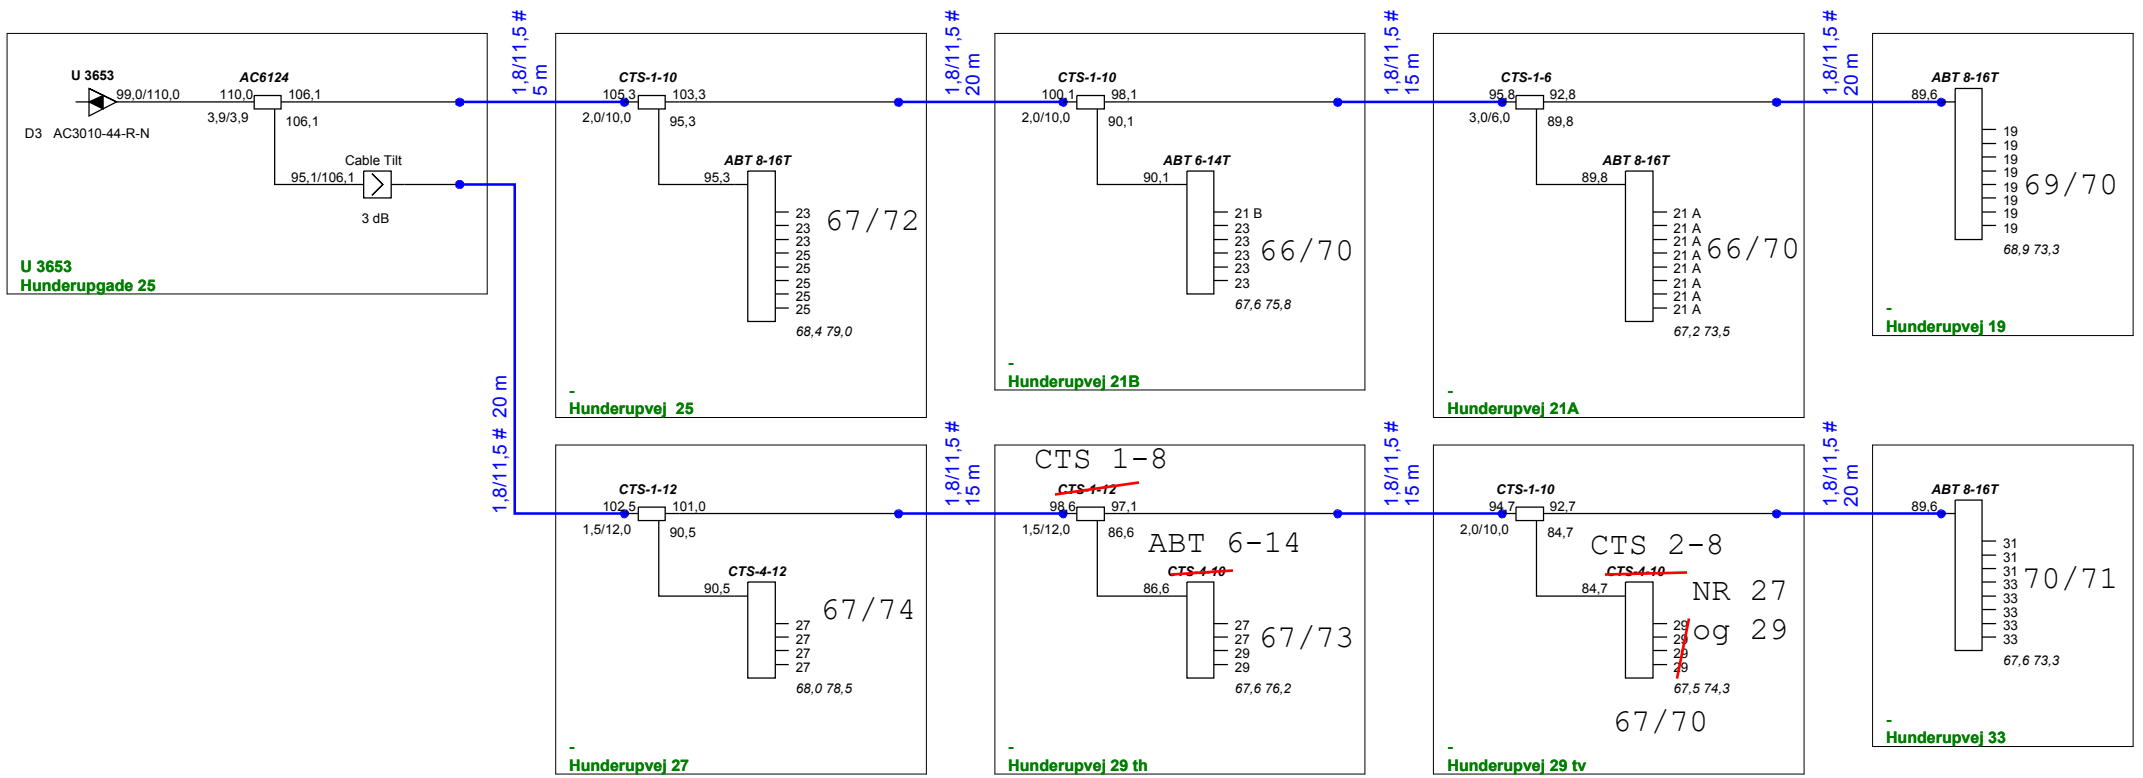 U 3653
99,0/110,0
D3 AC3010-44-R-N
AC6124
110,0
106,1
3,9/3,9
106,1
Cable Tilt
95,1/106,1
3 dB
U 3653
Hunderupgade 25
1,8/11,5 #
5 m
CTS-1-10
105,3
103,3
2,0/10,0
95,3
ABT 8-16T
95,3
23
23
23
25
25
25
25
25
67/72
68,4 79,0
-
Hunderupvej 25
1,8/11,5 #
20 m
CTS-1-10
100,1
98,1
2,0/10,0
90,1
ABT 6-14T
90,1
21 B
23
23
23
23
23
66/70
67,6 75,8
-
Hunderupvej 21B
1,8/11,5 #
15 m
CTS-1-6
95,8
92,8
3,0/6,0
89,8
ABT 8-16T
89,8
21 A
21 A
21 A
21 A
21 A
21 A
21 A
21 A
66/70
67,2 73,5
-
Hunderupvej 21A
1,8/11,5 #
20 m
ABT 8-16T
89,6
19
19
19
19
19
19
19
19
69/70
68,9 73,3
-
Hunderupvej 19
1,8/11,5 # 20 m
CTS-1-12
102,5
101,0
1,5/12,0
90,5
CTS-4-12
90,5
27
27
27
27
67/74
68,0 78,5
-
Hunderupvej 27
1,8/11,5 #
15 m
CTS 1-8
CTS-1-12
98,6
97,1
1,5/12,0
86,6
ABT 6-14
CTS-4-10
86,6
27
27
29
29
67/73
67,6 76,2
-
Hunderupvej 29 th
1,8/11,5 #
15 m
CTS-1-10
94,7
92,7
2,0/10,0
84,7
CTS 2-8
CTS-4-10
84,7
NR 27
og 29
29
29
29
29
67,5 74,3
67/70
-
Hunderupvej 29 tv
1,8/11,5 #
20 m
ABT 8-16T
89,6
31
31
31
33
33
33
33
33
70/71
67,6 73,3
-
Hunderupvej 33